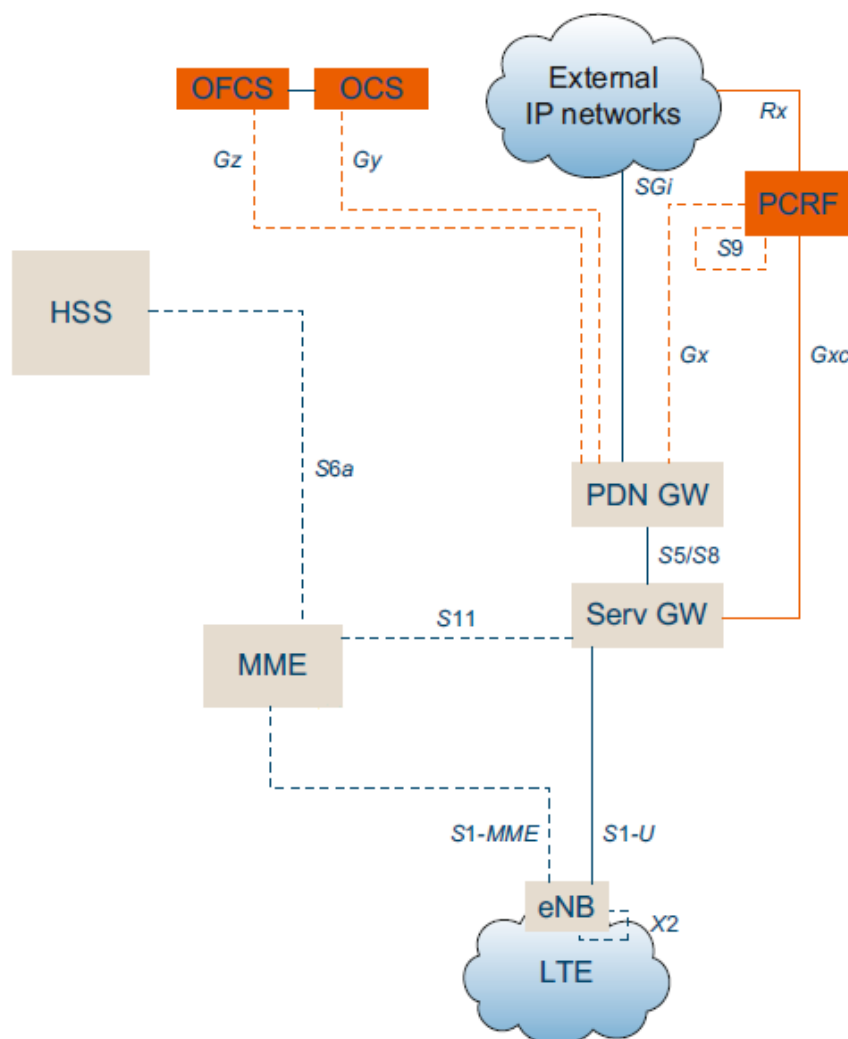 OFCS
OCS
External
IP networks
Rx
Gz
Gy
SGi
PCRF
S9
HSS
Gx
Gxc
S6a
PDN GW
S5/S8
S11
Serv GW
MME
S1-MME
S1-U
eNB
X2
LTE